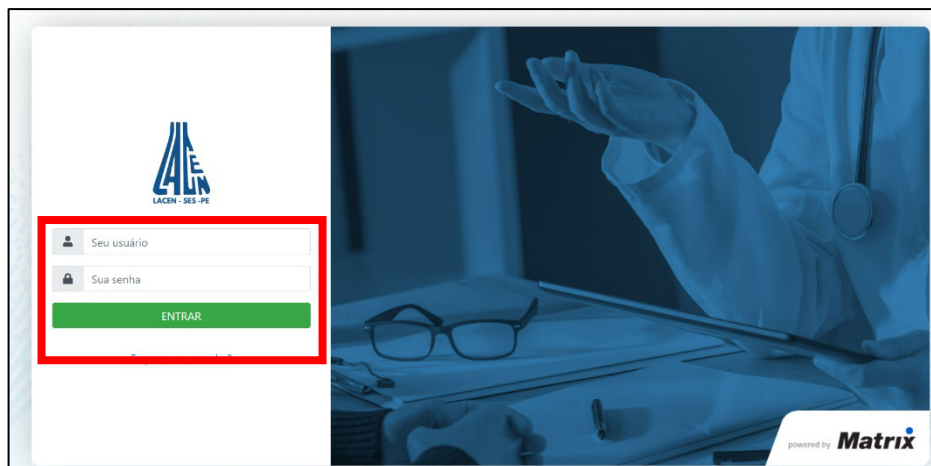 LACEN
LACEN - SES -PE
Seu usuário
Sua senha
ENTRAR
powered by Matrix